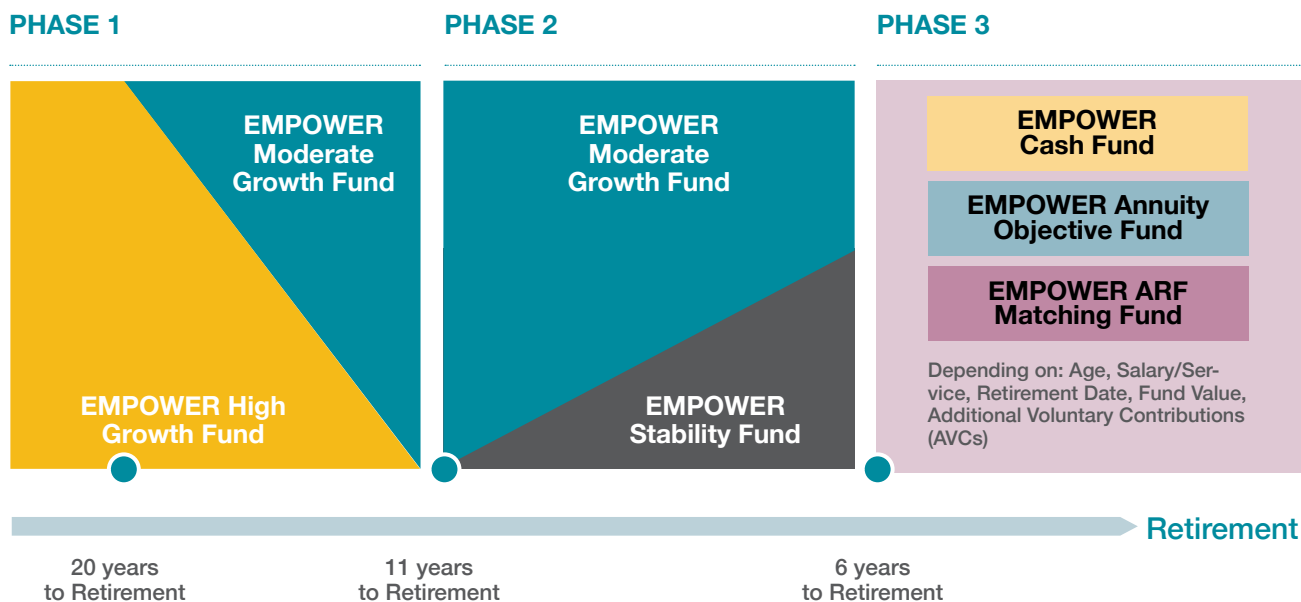 PHASE 1
EMPOWER
Moderate
Growth Fund
EMPOWER High
Growth Fund
PHASE 2
EMPOWER
Moderate
Growth Fund
EMPOWER
Stability Fund
PHASE 3
EMPOWER
Cash Fund
EMPOWER Annuity
Objective Fund
EMPOWER ARF
Matching Fund
Depending on: Age, Salary/Ser-
vice, Retirement Date, Fund Value,
Additional Voluntary Contributions
(AVCs)
Retirement
20 years
to Retirement
11 years
to Retirement
6 years
to Retirement